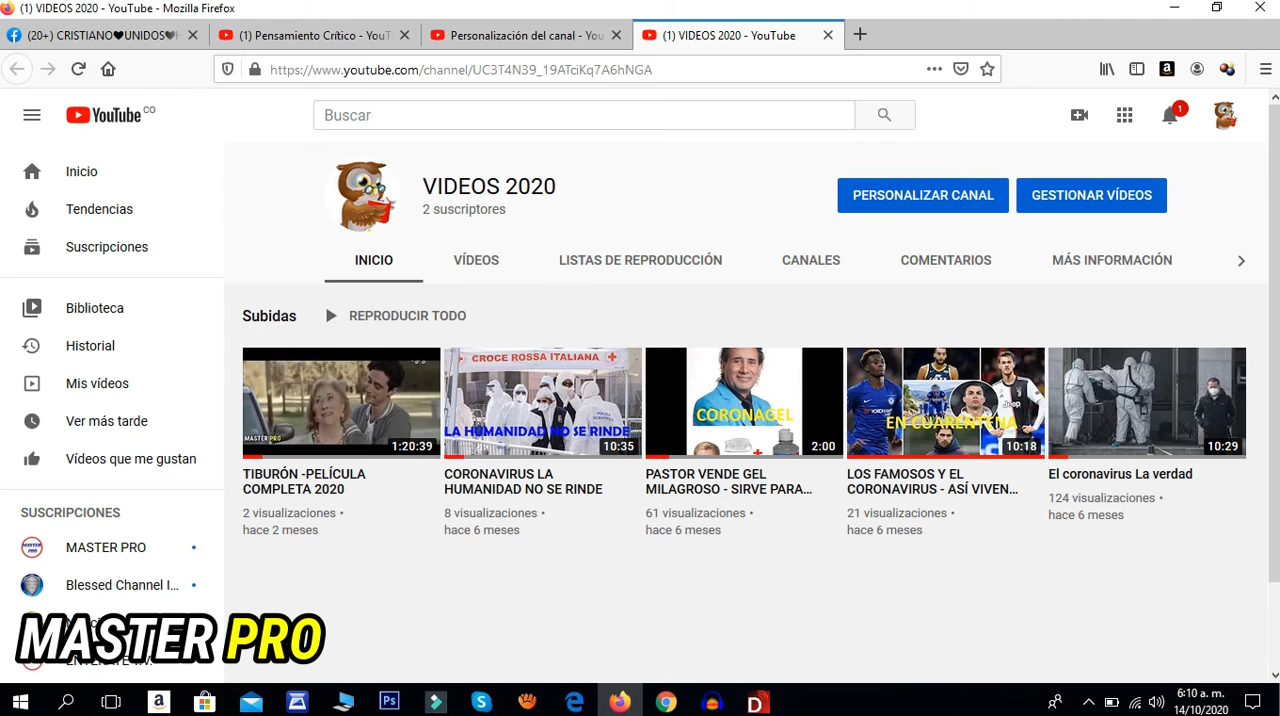 (1) VIDEOS 2020 - YouTube - Mozilla Firefox
(20+) CRISTIANO♥UNIDOS♥
(1) Pensamiento Crítico - YouT
Personalización del canal - You
(1) VIDEOS 2020 - YouTube
https://www.youtube.com/channel/UC3T4N39_19ATciKq7A6hNGA
YouTube CO
Buscar
1
Inicio
Tendencias
Suscripciones
Biblioteca
Historial
Mis vídeos
Ver más tarde
Vídeos que me gustan
SUSCRIPCIONES
MASTER PRO
Blessed Channel I...
VIDEOS 2020
2 suscriptores
PERSONALIZAR CANAL
GESTIONAR VÍDEOS
INICIO
VÍDEOS
LISTAS DE REPRODUCCIÓN
CANALES
COMENTARIOS
MÁS INFORMACIÓN
Subidas
REPRODUCIR TODO
MASTER PRO
1:20:39
TIBURÓN -PELÍCULA
COMPLETA 2020
2 visualizaciones •
hace 2 meses
CROCE ROSSA ITALIANA
LA HUMANIDAD NO SE RINDE
10:35
CORONAVIRUS LA
HUMANIDAD NO SE RINDE
8 visualizaciones •
hace 6 meses
CORONAGEL
2:00
PASTOR VENDE GEL
MILAGROSO - SIRVE PARA...
61 visualizaciones •
hace 6 meses
EN CUARENTENA
10:18
LOS FAMOSOS Y EL
CORONAVIRUS - ASÍ VIVEN...
21 visualizaciones •
hace 6 meses
10:29
El coronavirus La verdad
124 visualizaciones •
hace 6 meses
MASTER PRO
6:10 a. m.
14/10/2020